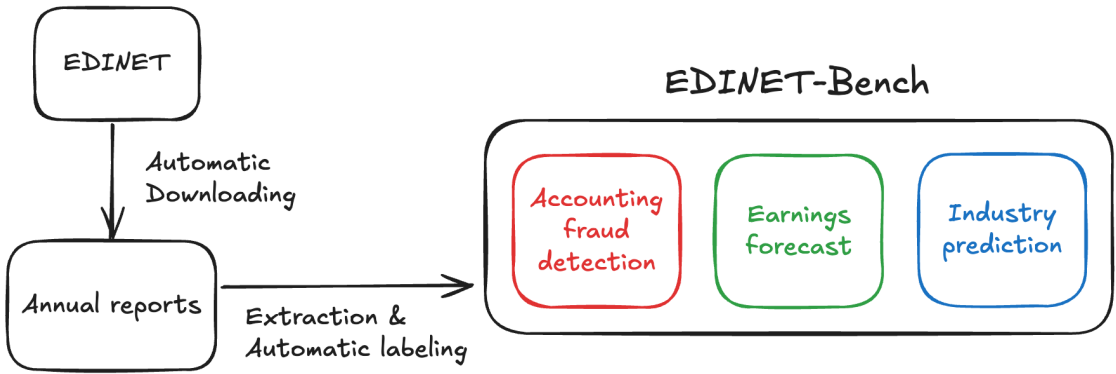 EDINET
Automatic
Downloading
Annual reports
Extraction &
Automatic labeling
EDINET-Bench
Accounting
fraud
detection
Earnings
forecast
Industry
prediction